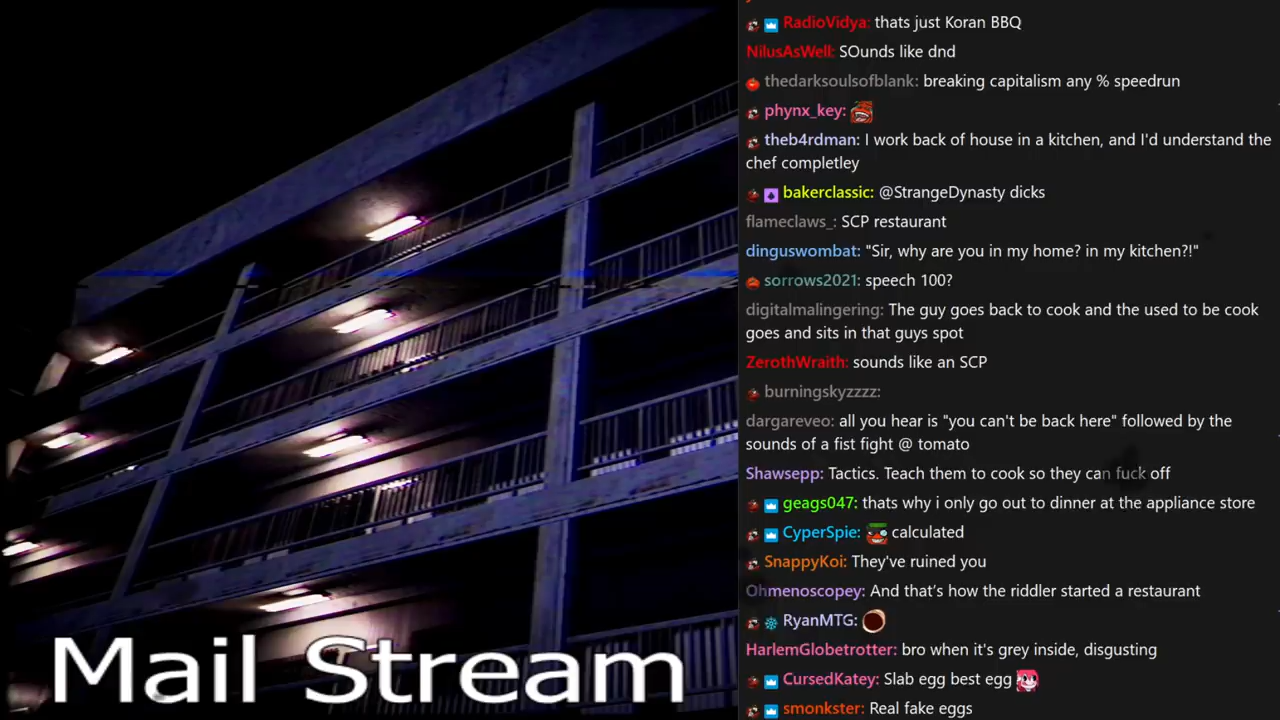 RadioVidya: thats just Koran BBQ
NilusAsWell: SOunds like dnd
thedarksoulsofblank: breaking capitalism any % speedrun
phynx_key:
theb4rdman: I work back of house in a kitchen, and I'd understand the
chef completley
bakerclassic: @StrangeDynasty dicks
flameclaws_: SCP restaurant
dinguswombat: "Sir, why are you in my home? in my kitchen?!"
sorrows2021: speech 100?
digitalmalingering: The guy goes back to cook and the used to be cook
goes and sits in that guys spot
ZerothWraith: sounds like an SCP
burningskyzzzz:
dargareveo: all you hear is "you can't be back here" followed by the
sounds of a fist fight @ tomato
Shawsepp: Tactics. Teach them to cook so they can fuck off
geags047: thats why i only go out to dinner at the appliance store
CyperSpie: calculated
SnappyKoi: They've ruined you
Ohmenoscopey: And that's how the riddler started a restaurant
RyanMTG:
HarlemGlobetrotter: bro when it's grey inside, disgusting
CursedKatey: Slab egg best egg
smonkster: Real fake eggs
Mail Stream